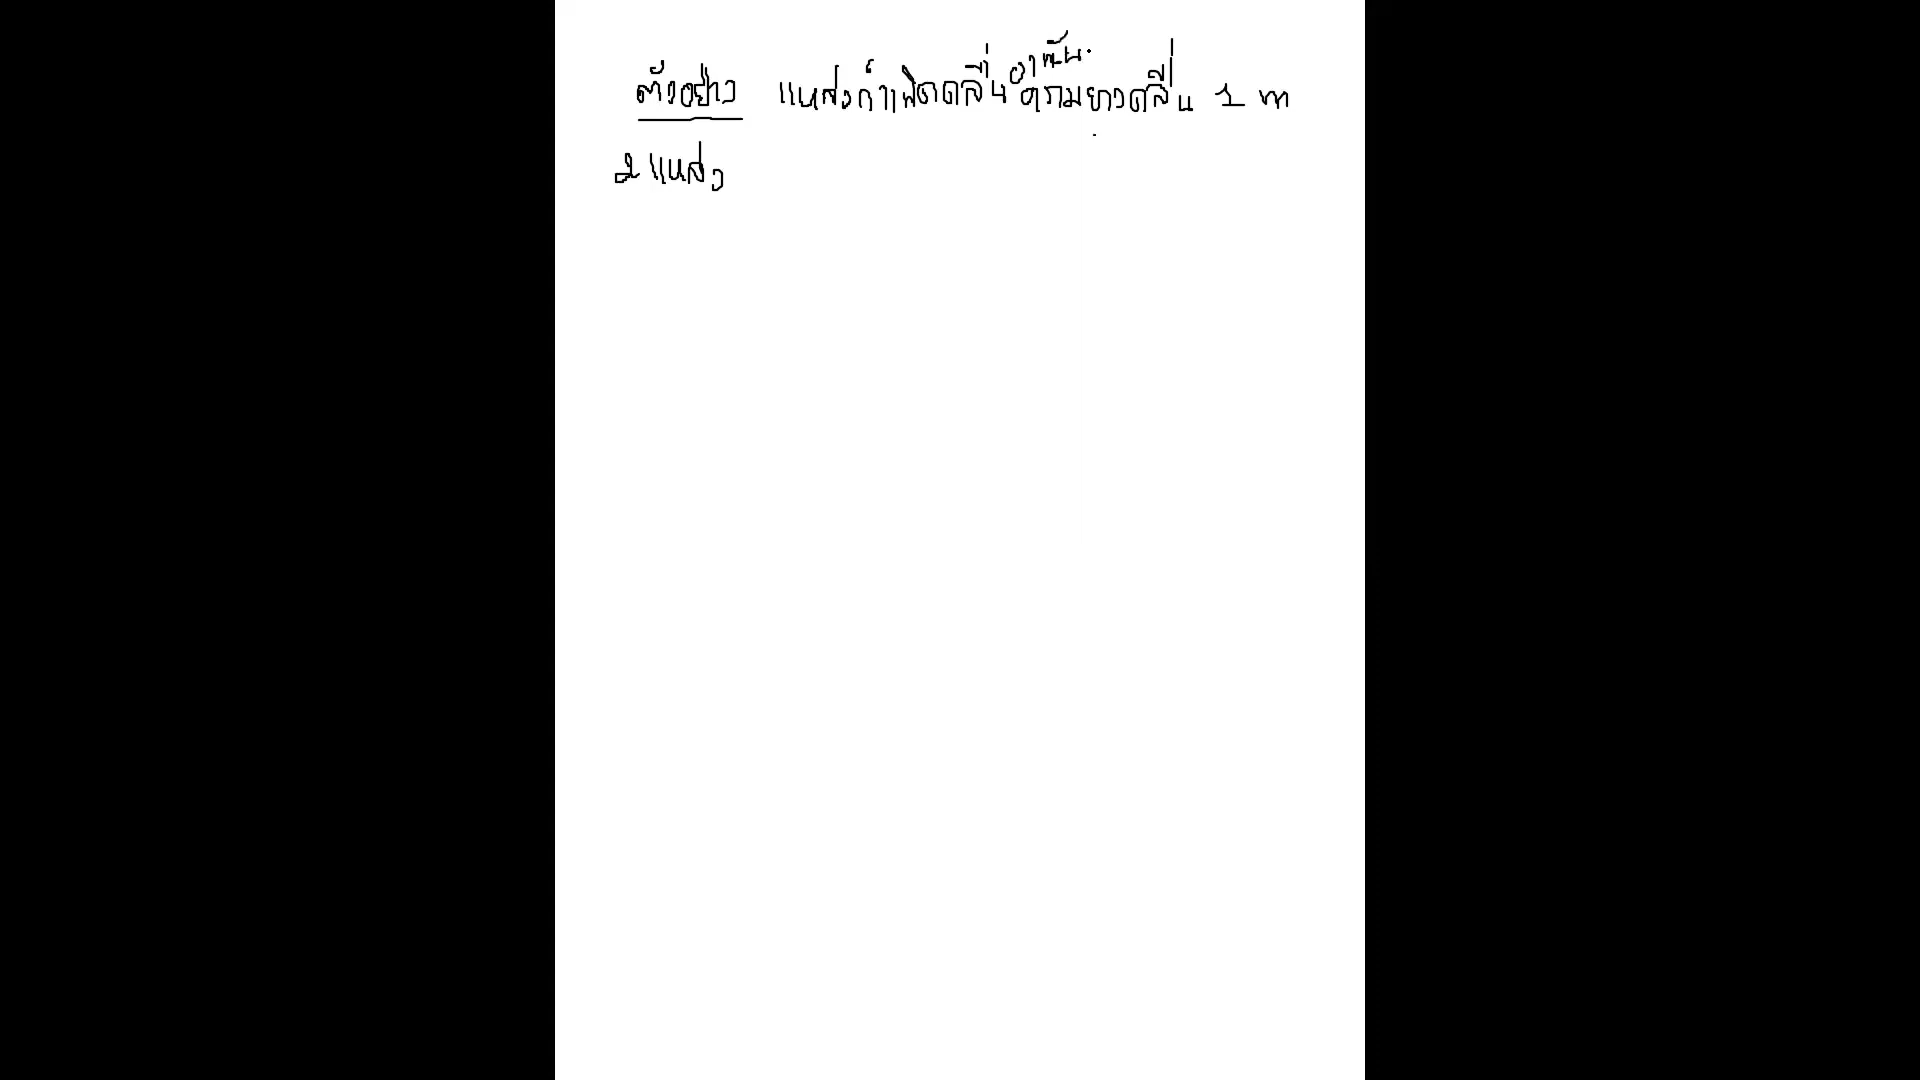 ตัวอย่าง แหล่งกำเนิดคลื่นอาพันธ์ความยาวคลื่น 1 m
2 แหล่ง